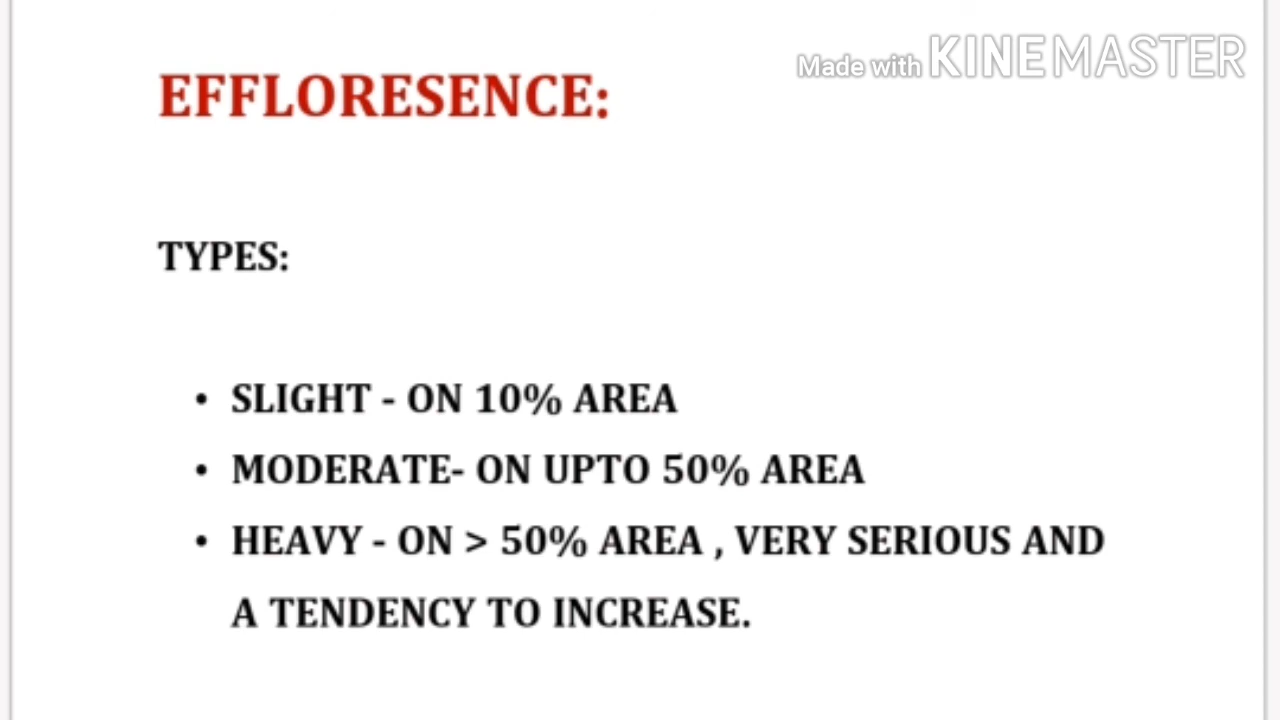 Made with KINEMASTER
EFFLORESENCE:
TYPES:
• SLIGHT - ON 10% AREA
• MODERATE- ON UPTO 50% AREA
• HEAVY - ON > 50% AREA , VERY SERIOUS AND
A TENDENCY TO INCREASE.